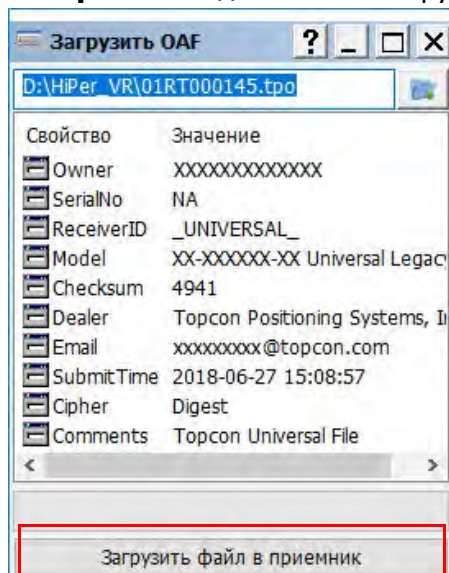 Загрузить OAF
D:\HiPer_VR\01RT000145.tpo
Свойство Значение
Owner XXXXXXXXXXXXX
SerialNo NA
ReceiverID _UNIVERSAL_
Model XX-XXXXXX-XX Universal Legac
Checksum 4941
Dealer Topcon Positioning Systems, I
Email xxxxxxxxx@topcon.com
SubmitTime 2018-06-27 15:08:57
Cipher Digest
Comments Topcon Universal File
Загрузить файл в приемник